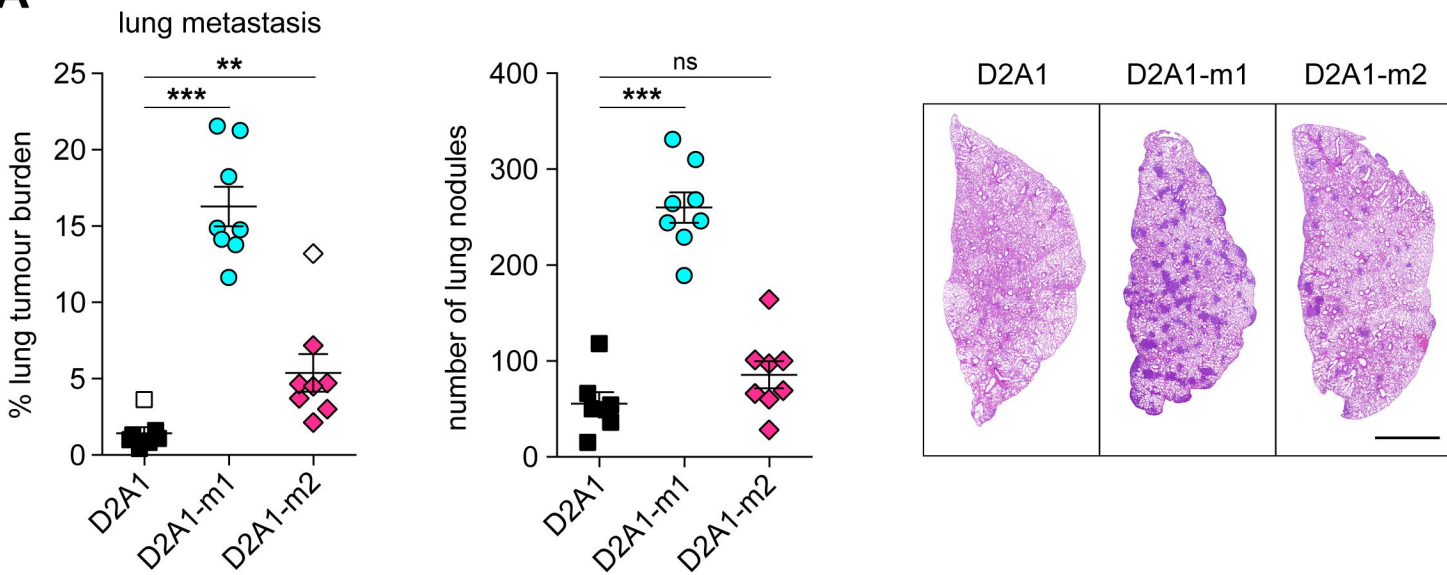 A
lung metastasis
% lung tumour burden
25
20
15
10
5
0
**
***
D2A1
D2A1-m1
D2A1-m2
number of lung nodules
400
300
200
100
0
ns
***
D2A1
D2A1-m1
D2A1-m2
D2A1 D2A1-m1 D2A1-m2